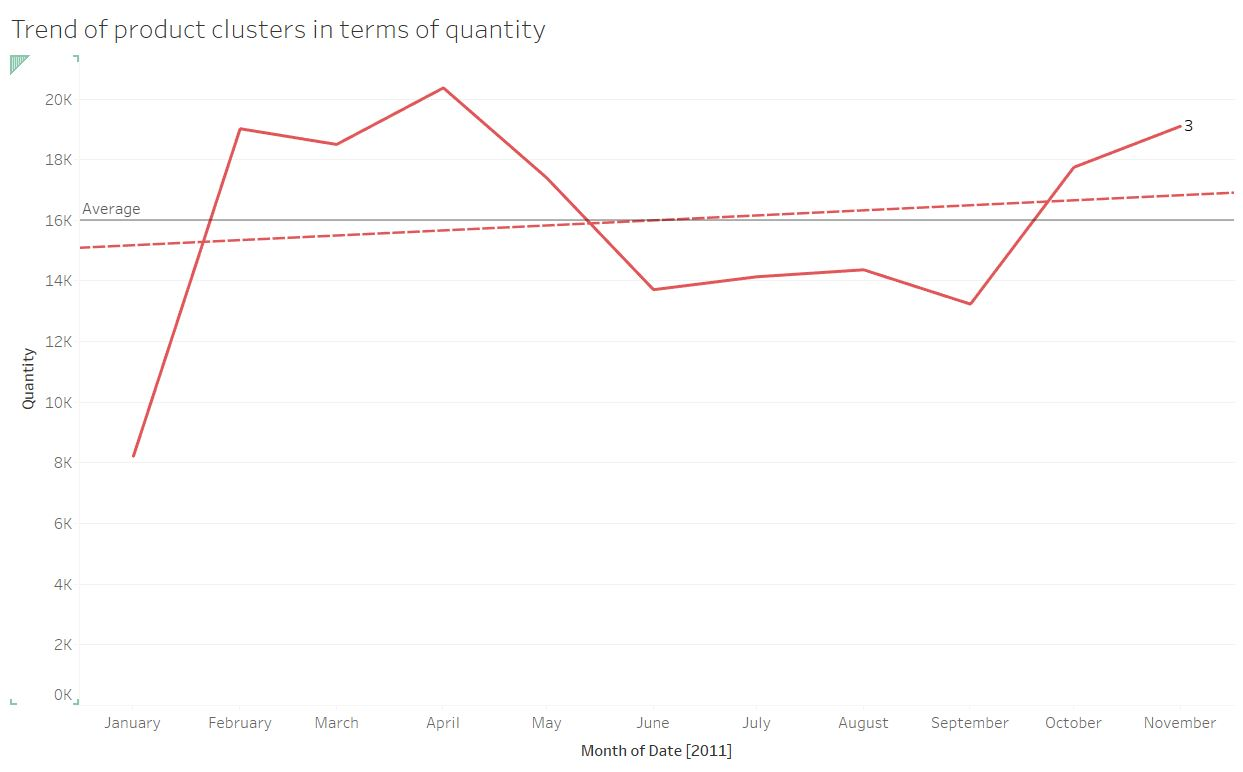 Trend of product clusters in terms of quantity
20K
18K
16K
14K
12K
10K
8K
6K
4K
2K
0K
Quantity
Average
3
January February March April May June July August September October November
Month of Date [2011]